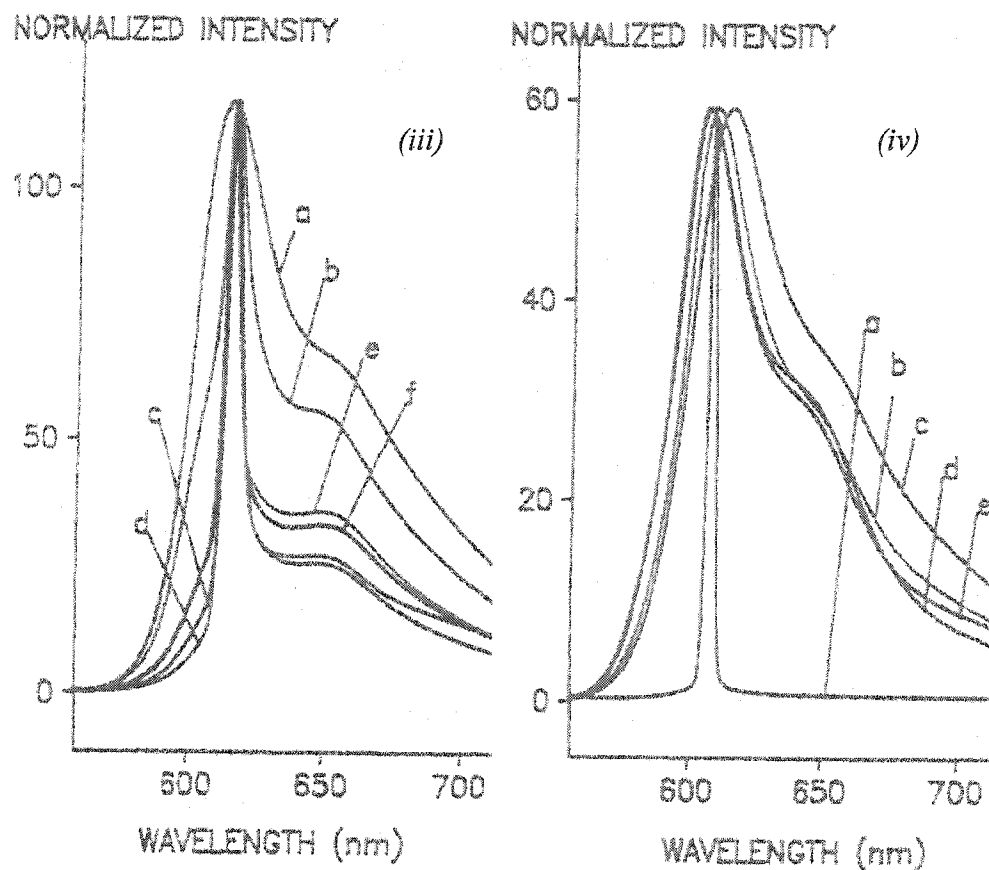 NORMALIZED INTENSITY
(iii)
100
50
0
a
b
e
f
c
d
600
650
700
WAVELENGTH (nm)
NORMALIZED INTENSITY
60
(iv)
40
20
0
a
b
c
d
e
600
650
700
WAVELENGTH (nm)